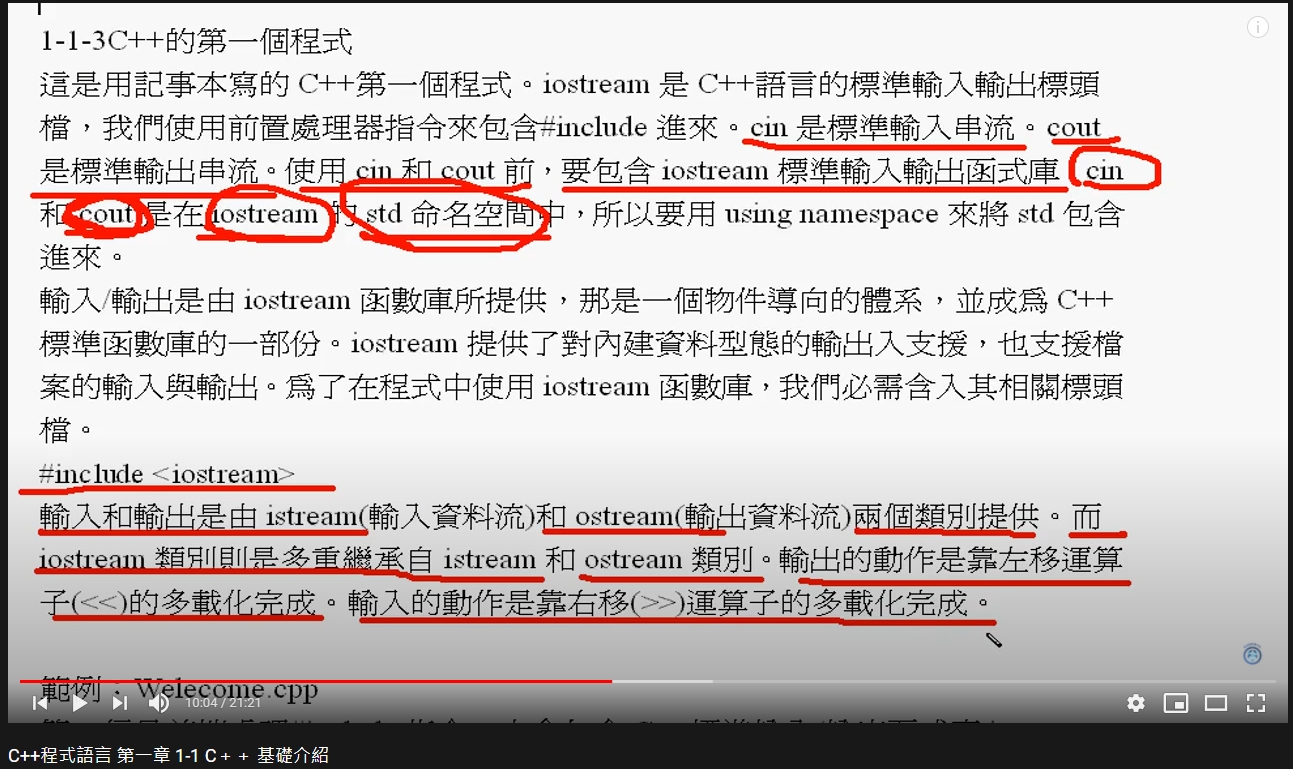 1-1-3C++的第一個程式
這是用記事本寫的 C++第一個程式。iostream 是 C++語言的標準輸入輸出標頭
檔，我們使用前置處理器指令來包含#include 進來。cin 是標準輸入串流。cout
是標準輸出串流。使用 cin 和 cout 前，要包含 iostream 標準輸入輸出函式庫 cin
和 cout 是在 iostream 的 std 命名空間中，所以要用 using namespace 來將 std 包含
進來。
輸入/輸出是由 iostream 函數庫所提供，那是一個物件導向的體系，並成為 C++
標準函數庫的一部份。iostream 提供了對內建資料型態的輸出入支援，也支援檔
案的輸入與輸出。為了在程式中使用 iostream 函數庫，我們必需含入其相關標頭
檔。
#include <iostream>
輸入和輸出是由 istream(輸入資料流)和 ostream(輸出資料流)兩個類別提供。而
iostream 類別則是多重繼承自 istream 和 ostream 類別。輸出的動作是靠左移運算
子(<<)的多載化完成。輸入的動作是靠右移(>>)運算子的多載化完成。
範例：Welecome.cpp
10:04 / 21:21
C++程式語言 第一章 1-1 C＋＋ 基礎介紹